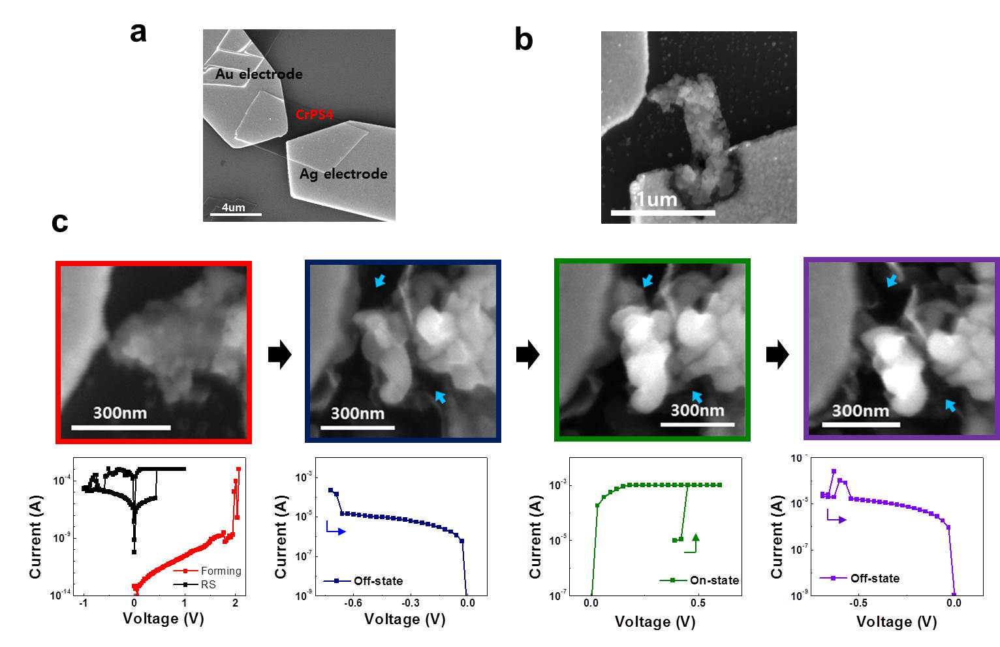 a
Au electrode
CrPS4
Ag electrode
4um
b
1um
c
300nm
300nm
300nm
300nm
10-4
10-9
10-14
-1
0
1
2
Forming
RS
Current (A)
Voltage (V)
10-3
10-5
10-7
10-9
-0.6
-0.3
0.0
Off-state
Current (A)
Voltage (V)
10-3
10-5
10-7
0.0
0.5
On-state
Current (A)
Voltage (V)
10-5
10-7
10-9
-0.5
0.0
Off-state
Current (A)
Voltage (V)